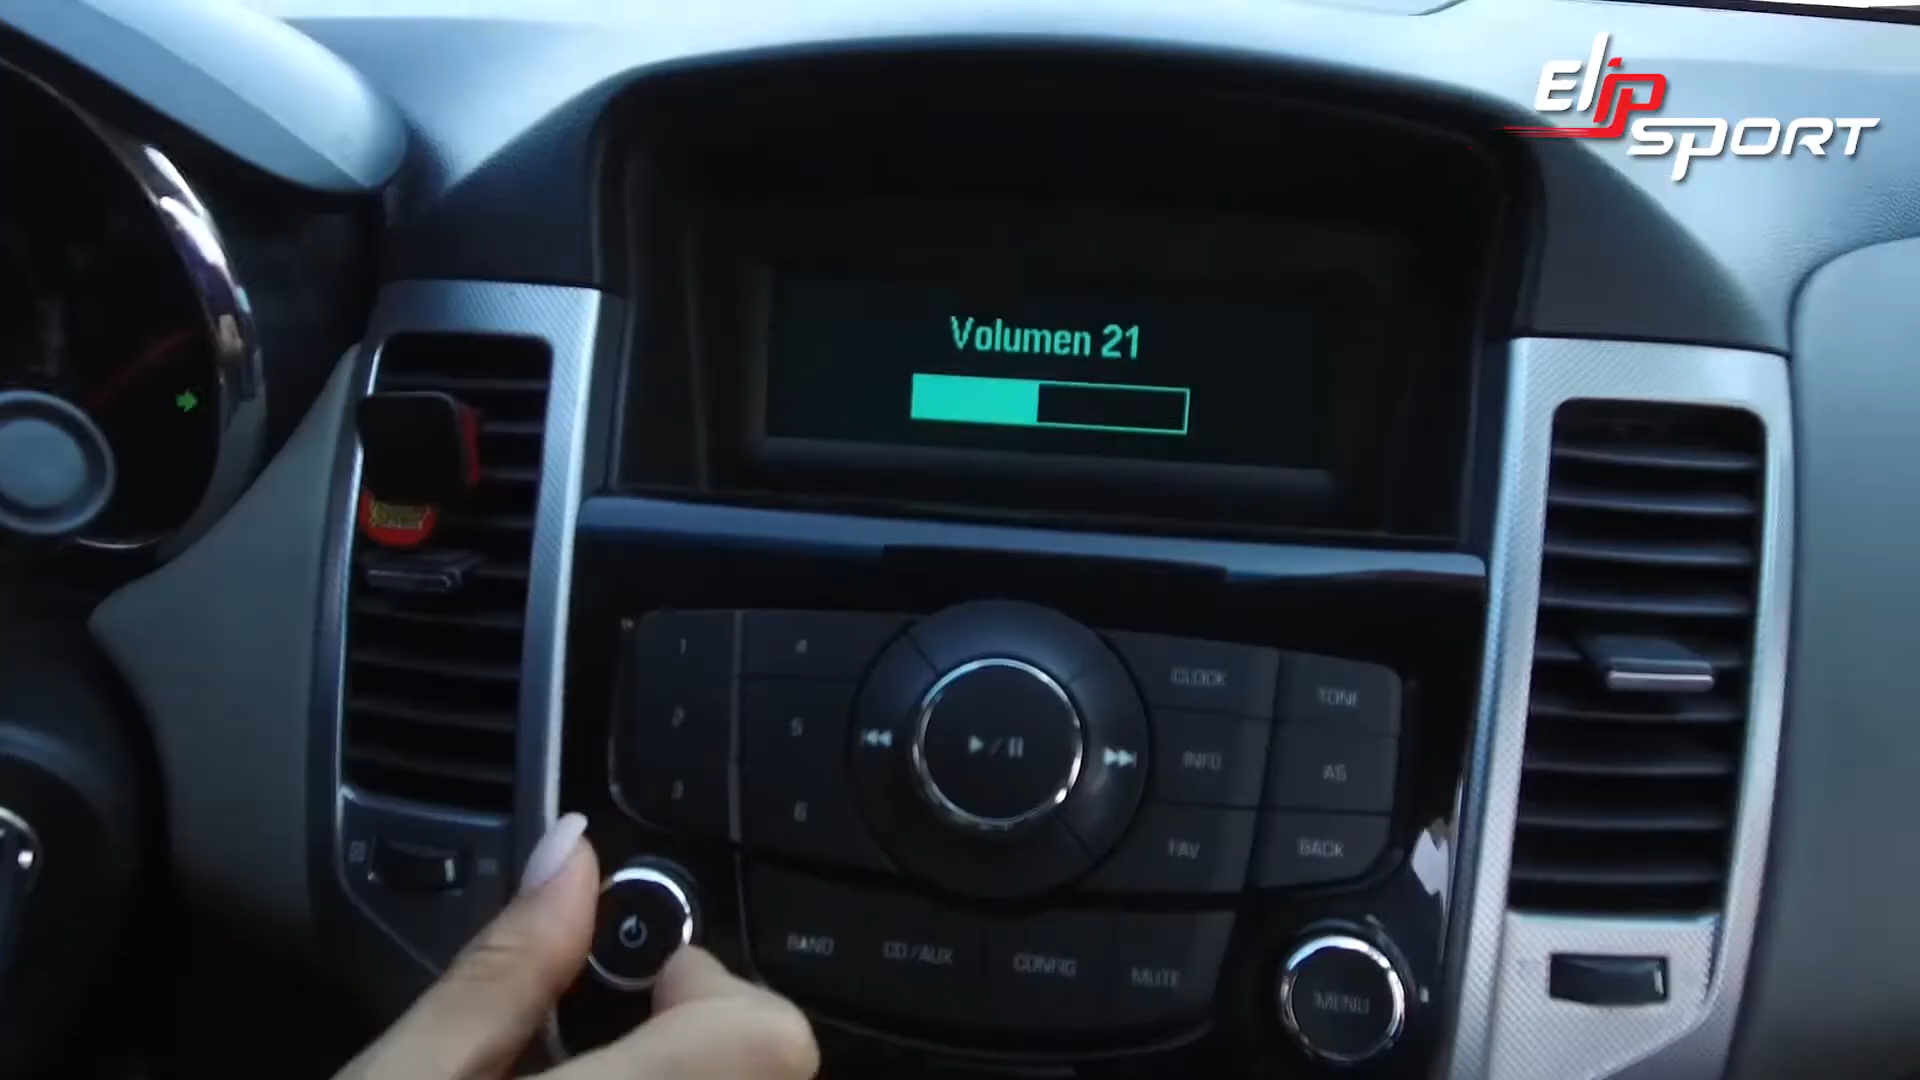 ElP
SPORT
Volumen 21
1
4
CLOCK
TONE
2
5
INFO
AS
3
6
FAV
BACK
BAND
CD/AUX
CONFIG
MUTE
MENU